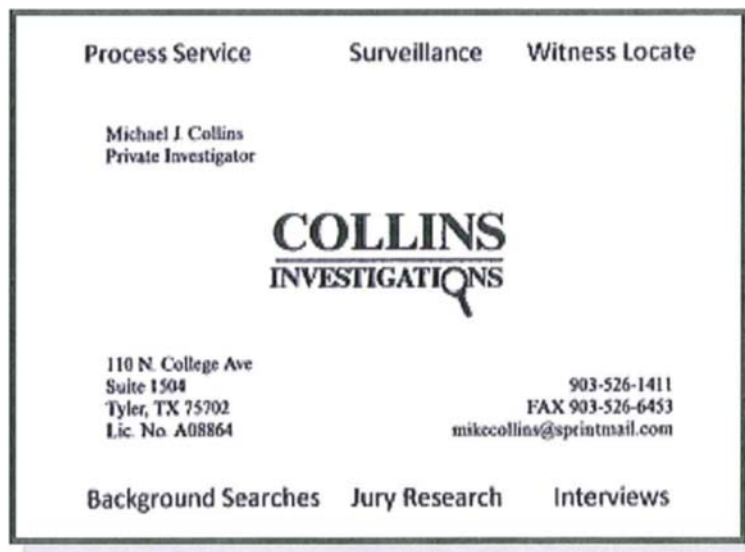 Process Service Surveillance Witness Locate
Michael J. Collins
Private Investigator
COLLINS
INVESTIGATIONS
110 N. College Ave
Suite 1504
Tyler, TX 75702
Lic. No. A08864
903-526-1411
FAX 903-526-6453
mikecollins@sprintmail.com
Background Searches Jury Research Interviews